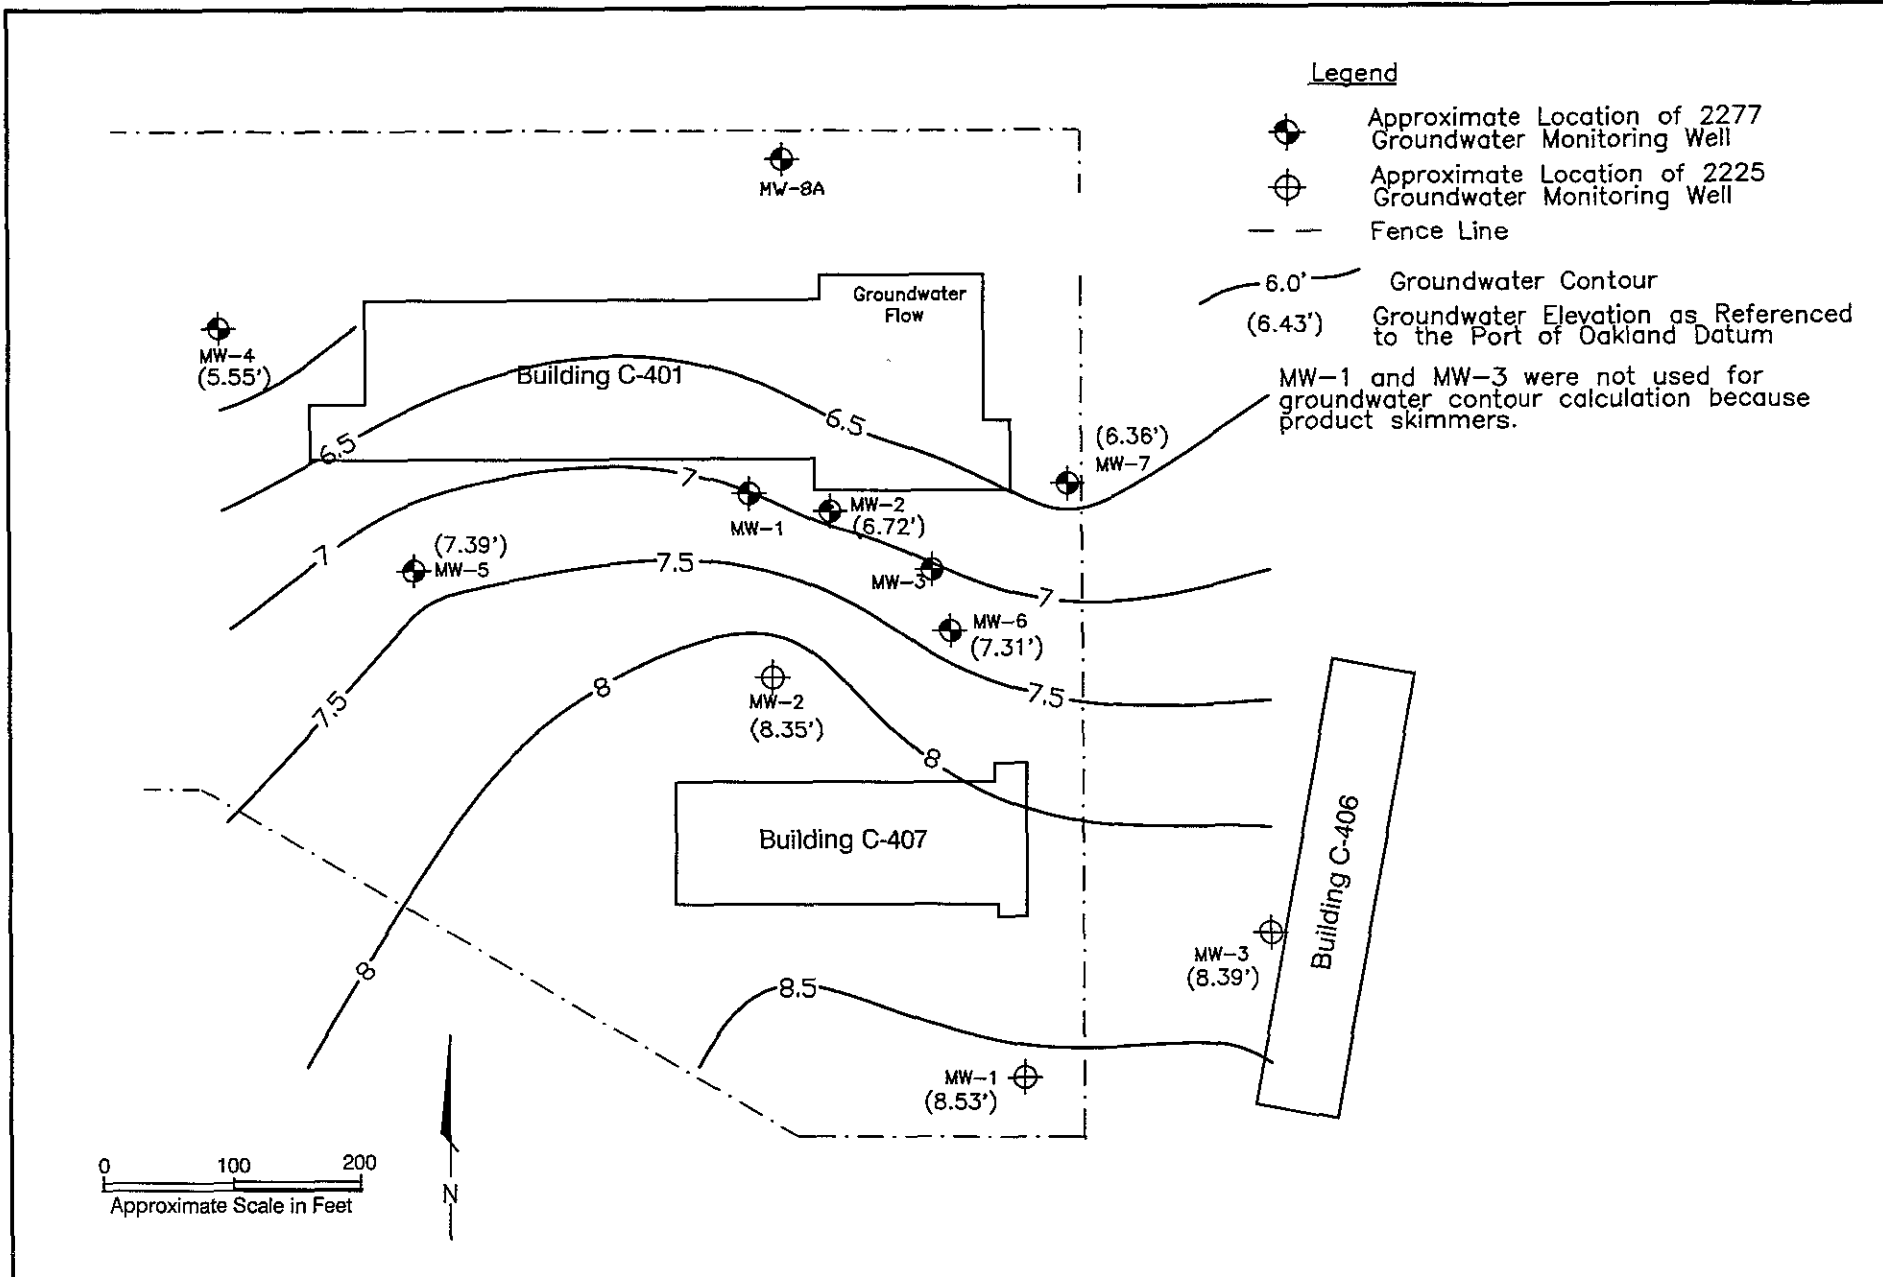 Legend
Approximate Location of 2277
Groundwater Monitoring Well
Approximate Location of 2225
Groundwater Monitoring Well
Fence Line
6.0' Groundwater Contour
(6.43') Groundwater Elevation as Referenced
to the Port of Oakland Datum
MW-1 and MW-3 were not used for
groundwater contour calculation because
product skimmers.
MW-8A
Groundwater
Flow
MW-4
(5.55')
Building C-401
6.5
6.5
(6.36')
MW-7
7
MW-1
MW-2
(6.72')
7
(7.39')
MW-5
7.5
MW-3
7
MW-6
(7.31')
8
MW-2
(8.35')
7.5
7.5
8
Building C-407
Building C-406
MW-3
(8.39')
8
8.5
MW-1
(8.53')
0 100 200
Approximate Scale in Feet
N